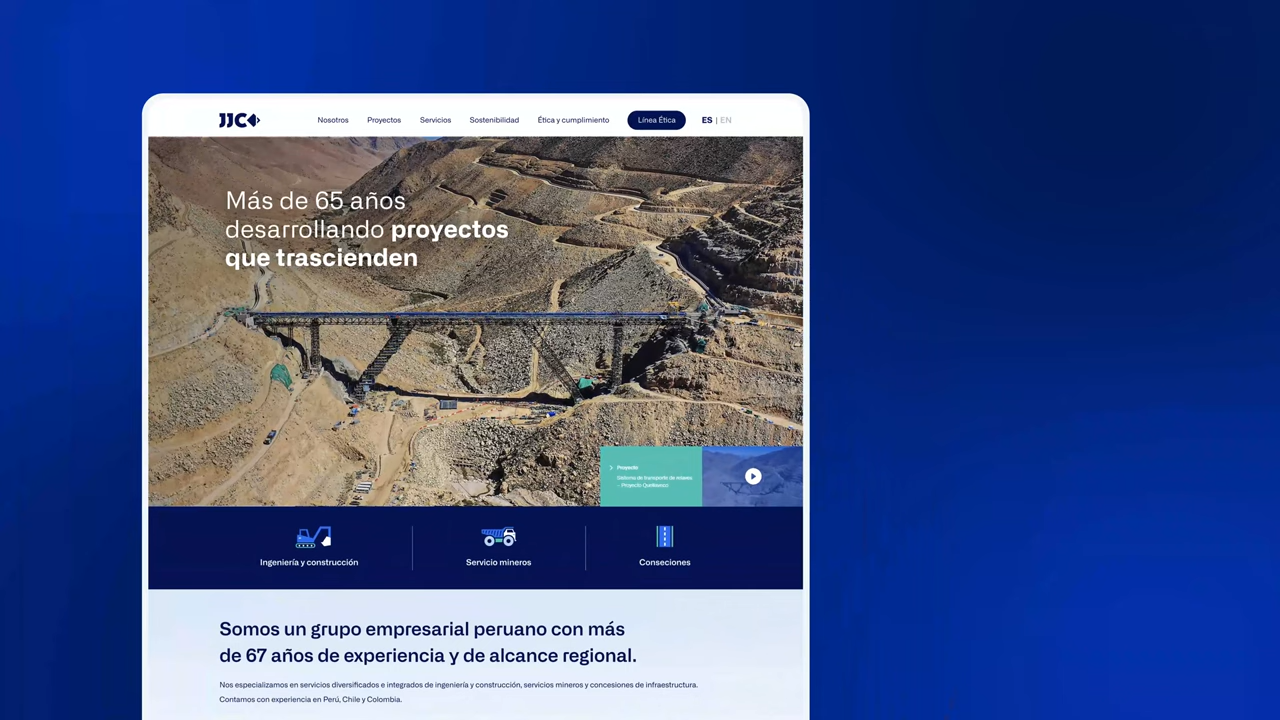 JJC
Nosotros
Proyectos
Servicios
Sostenibilidad
Ética y cumplimiento
Línea Ética
ES | EN
Más de 65 años
desarrollando proyectos
que trascienden
Proyecto
Sistema de transporte de relaves
– Proyecto Quellaveco
Ingeniería y construcción
Servicio mineros
Conseciones
Somos un grupo empresarial peruano con más
de 67 años de experiencia y de alcance regional.
Nos especializamos en servicios diversificados e integrados de ingeniería y construcción, servicios mineros y concesiones de infraestructura.
Contamos con experiencia en Perú, Chile y Colombia.